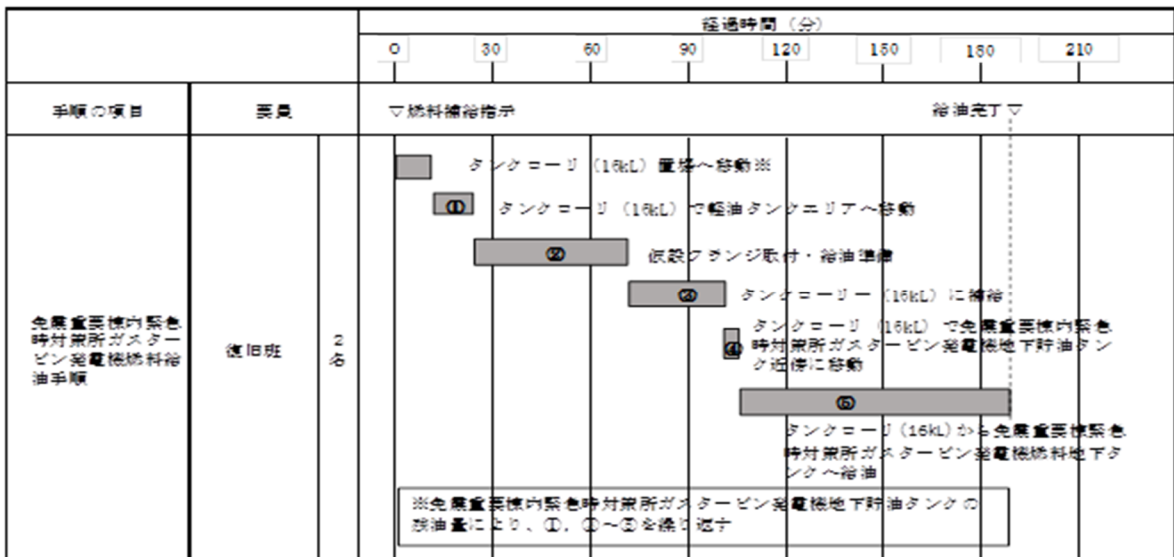 経過時間（分）
0 30 60 90 120 150 180 210
手順の項目 要員 ▽燃料補給指示 給油完了▽
タンクローリ（16kL）置場へ移動※
① タンクローリ（16kL）で軽油タンクエリアへ移動
② 仮設フランジ取付・給油準備
③ タンクローリー（16kL）に補給
免震重要棟内緊急
時対策所ガスター
ビン発電機燃料給
油手順
復旧班
2
名
④
タンクローリ（16kL）で免震重要棟内緊急
時対策所ガスタービン発電機地下貯油タン
ク近傍に移動
⑤
タンクローリ(16kL)から免震重要棟緊急
時対策所ガスタービン発電機燃料地下タ
ンクへ給油
※免震重要棟内緊急時対策所ガスタービン発電機地下貯油タンクの
残油量により、
を繰り返す